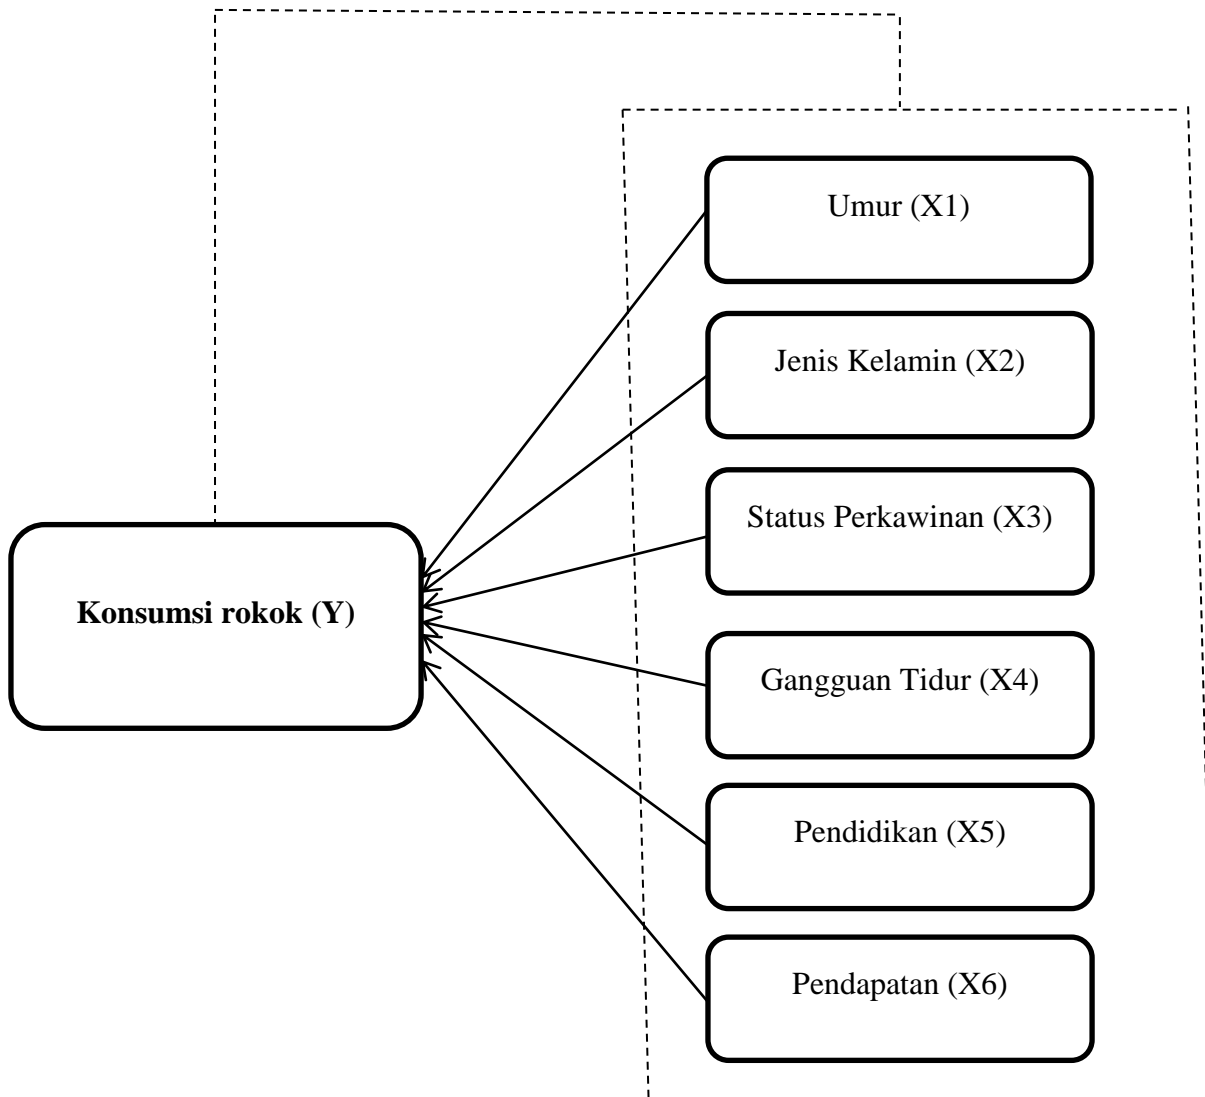 Umur (X1)
Jenis Kelamin (X2)
Status Perkawinan (X3)
Konsumsi rokok (Y)
Gangguan Tidur (X4)
Pendidikan (X5)
Pendapatan (X6)